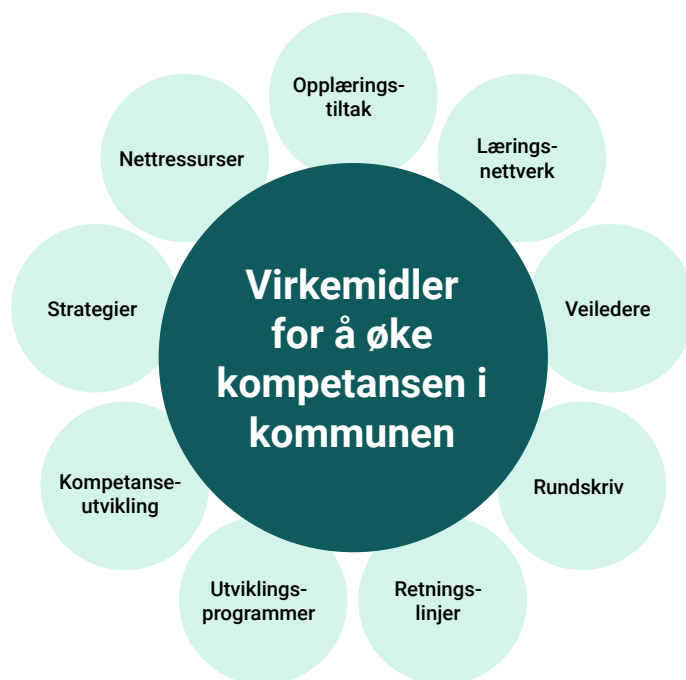 Opplærings-
tiltak
Lærings-
nettverk
Veiledere
Rundskriv
Retnings-
linjer
Utviklings-
programmer
Kompetanse-
utvikling
Strategier
Nettressurser
Virkemidler
for å øke
kompetansen i
kommunen